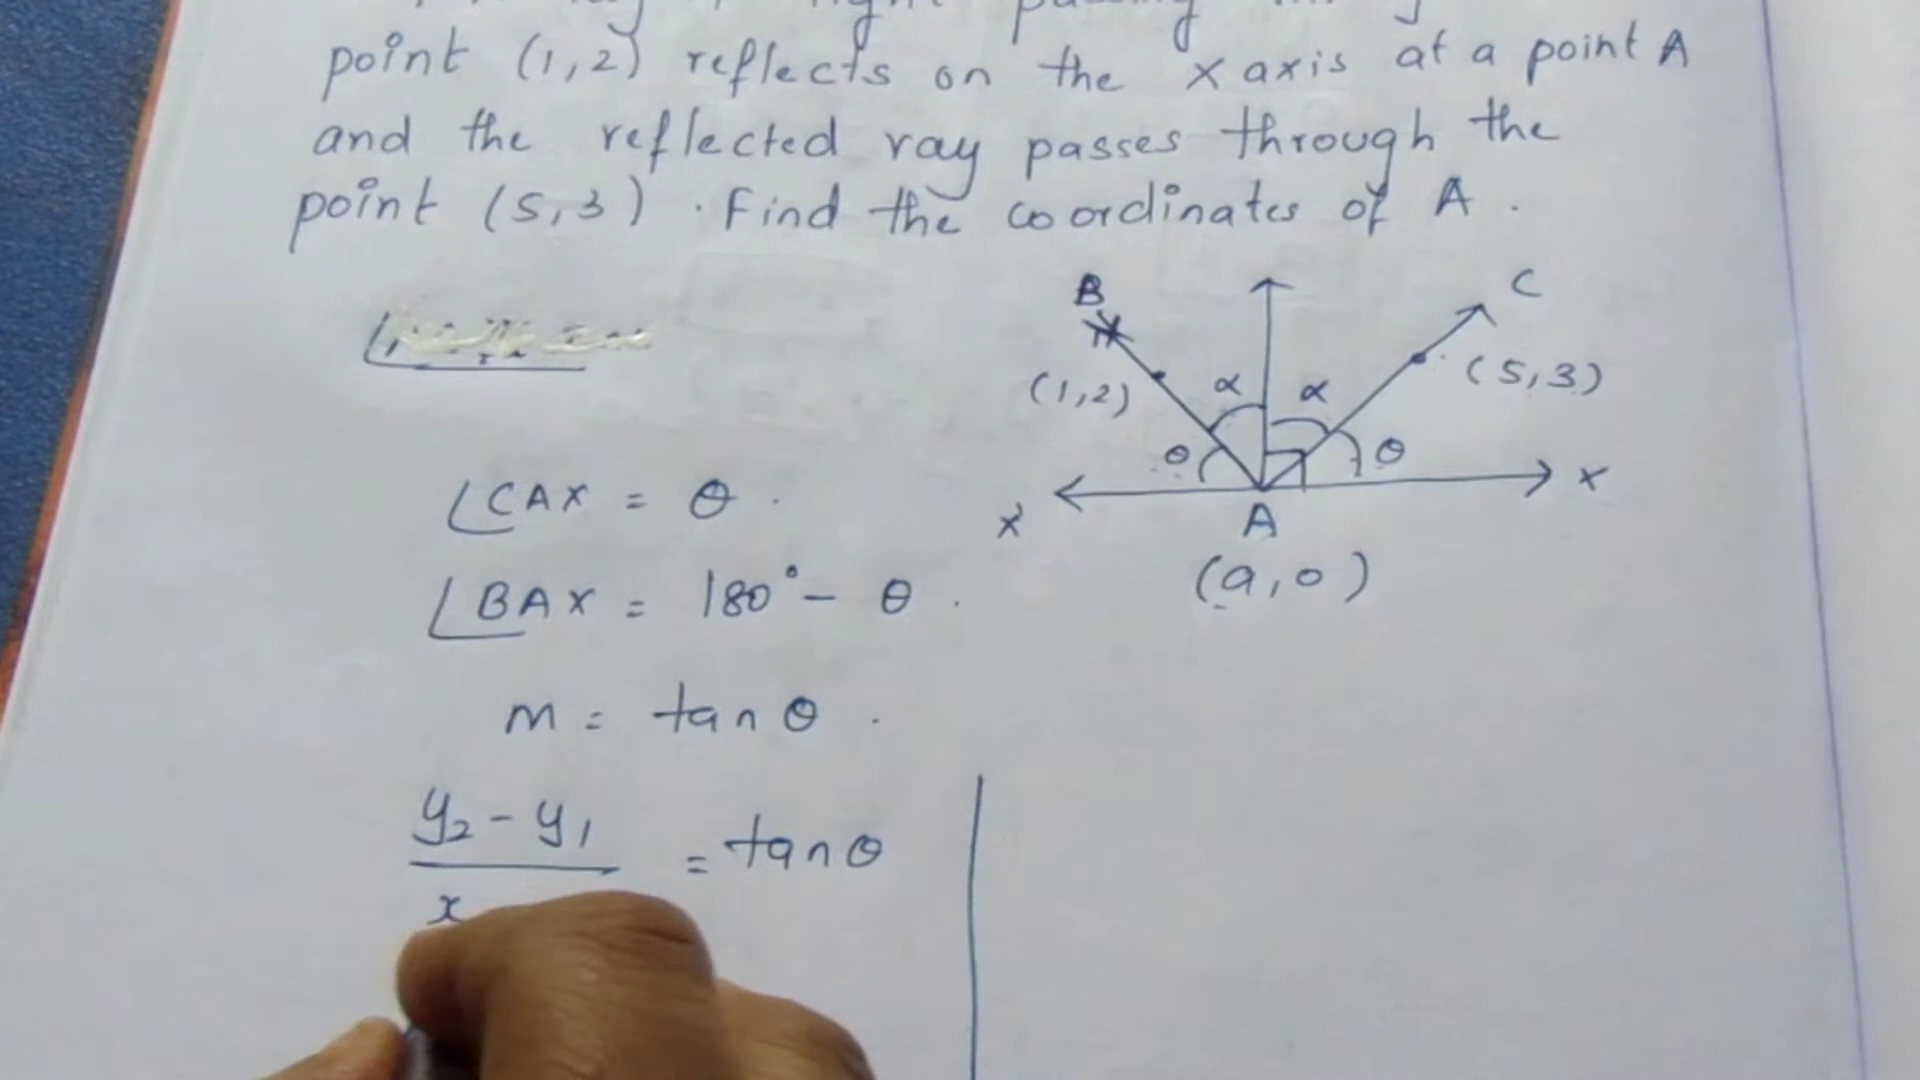 point (1,2) reflects on the x axis at a point A
and the reflected ray passes through the
point (5,3). Find the coordinates of A.
B
C
(1,2)
α
α
(5,3)
θ
θ
x
x
A
(a,0)
∠CAX = θ.
∠BAX = 180° - θ.
m = tan θ.
y₂ - y₁
= tan θ
x